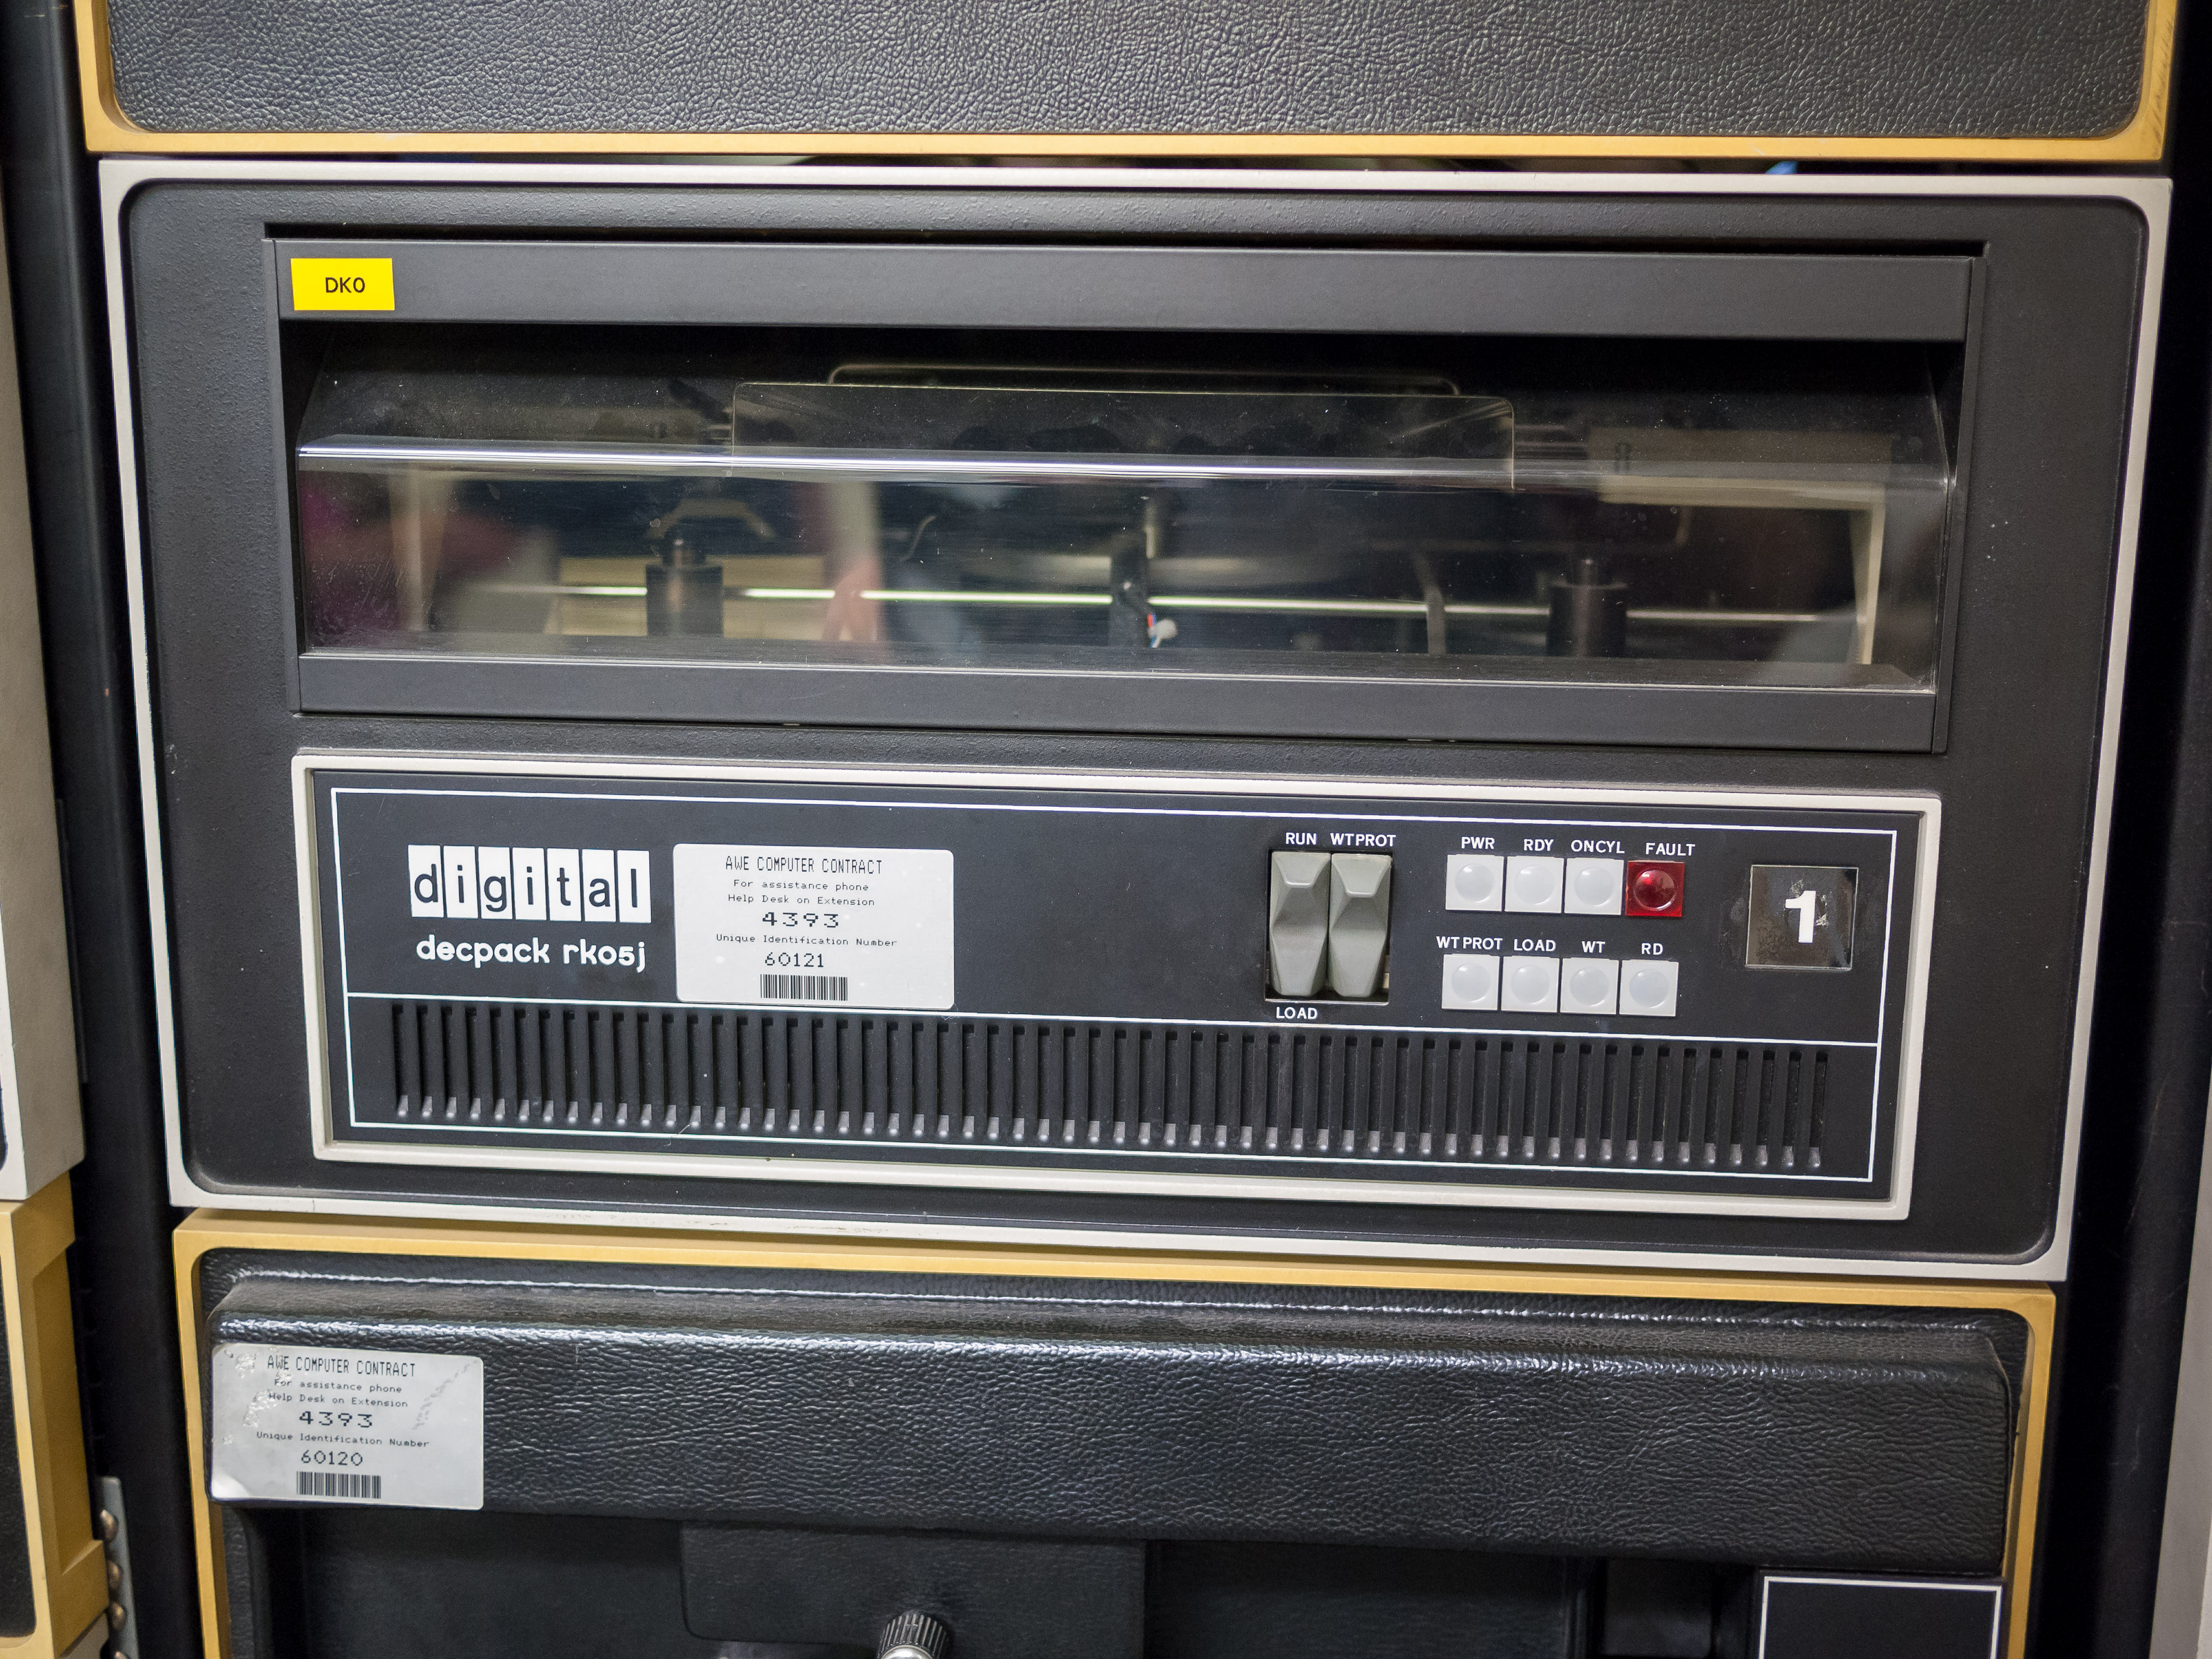 DK0
digital
decpack rk05j
AWE COMPUTER CONTRACT
For assistance phone
Help Desk on Extension
4393
Unique Identification Number
60121
RUN WTPROT
LOAD
PWR RDY ONCYL FAULT
WTPROT LOAD WT RD
1
AWE COMPUTER CONTRACT
For assistance phone
Help Desk on Extension
4393
Unique Identification Number
60120